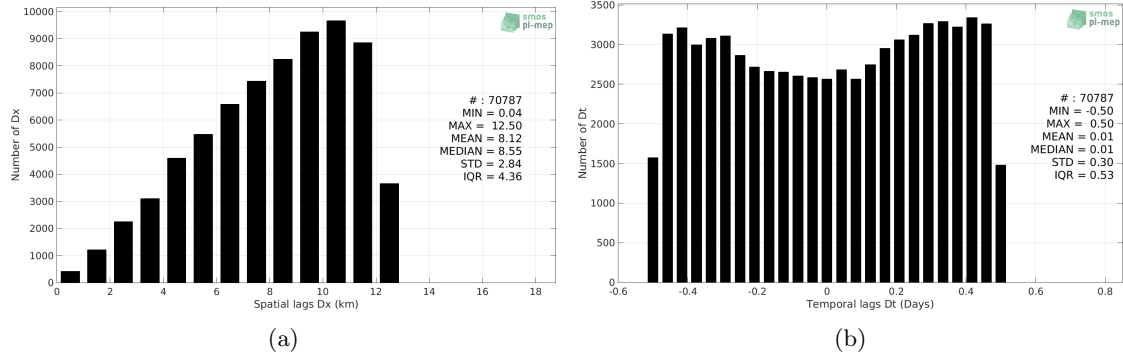 10000
9000
8000
7000
6000
5000
4000
3000
2000
1000
0
Number of Dx
0 2 4 6 8 10 12 14 16 18
Spatial lags Dx (km)
smos
pi-mep
# : 70787
MIN = 0.04
MAX = 12.50
MEAN = 8.12
MEDIAN = 8.55
STD = 2.84
IQR = 4.36
(a)
3500
3000
2500
2000
1500
1000
500
0
Number of Dt
-0.6 -0.4 -0.2 0 0.2 0.4 0.6 0.8
Temporal lags Dt (Days)
smos
pi-mep
# : 70787
MIN = -0.50
MAX = 0.50
MEAN = 0.01
MEDIAN = 0.01
STD = 0.30
IQR = 0.53
(b)